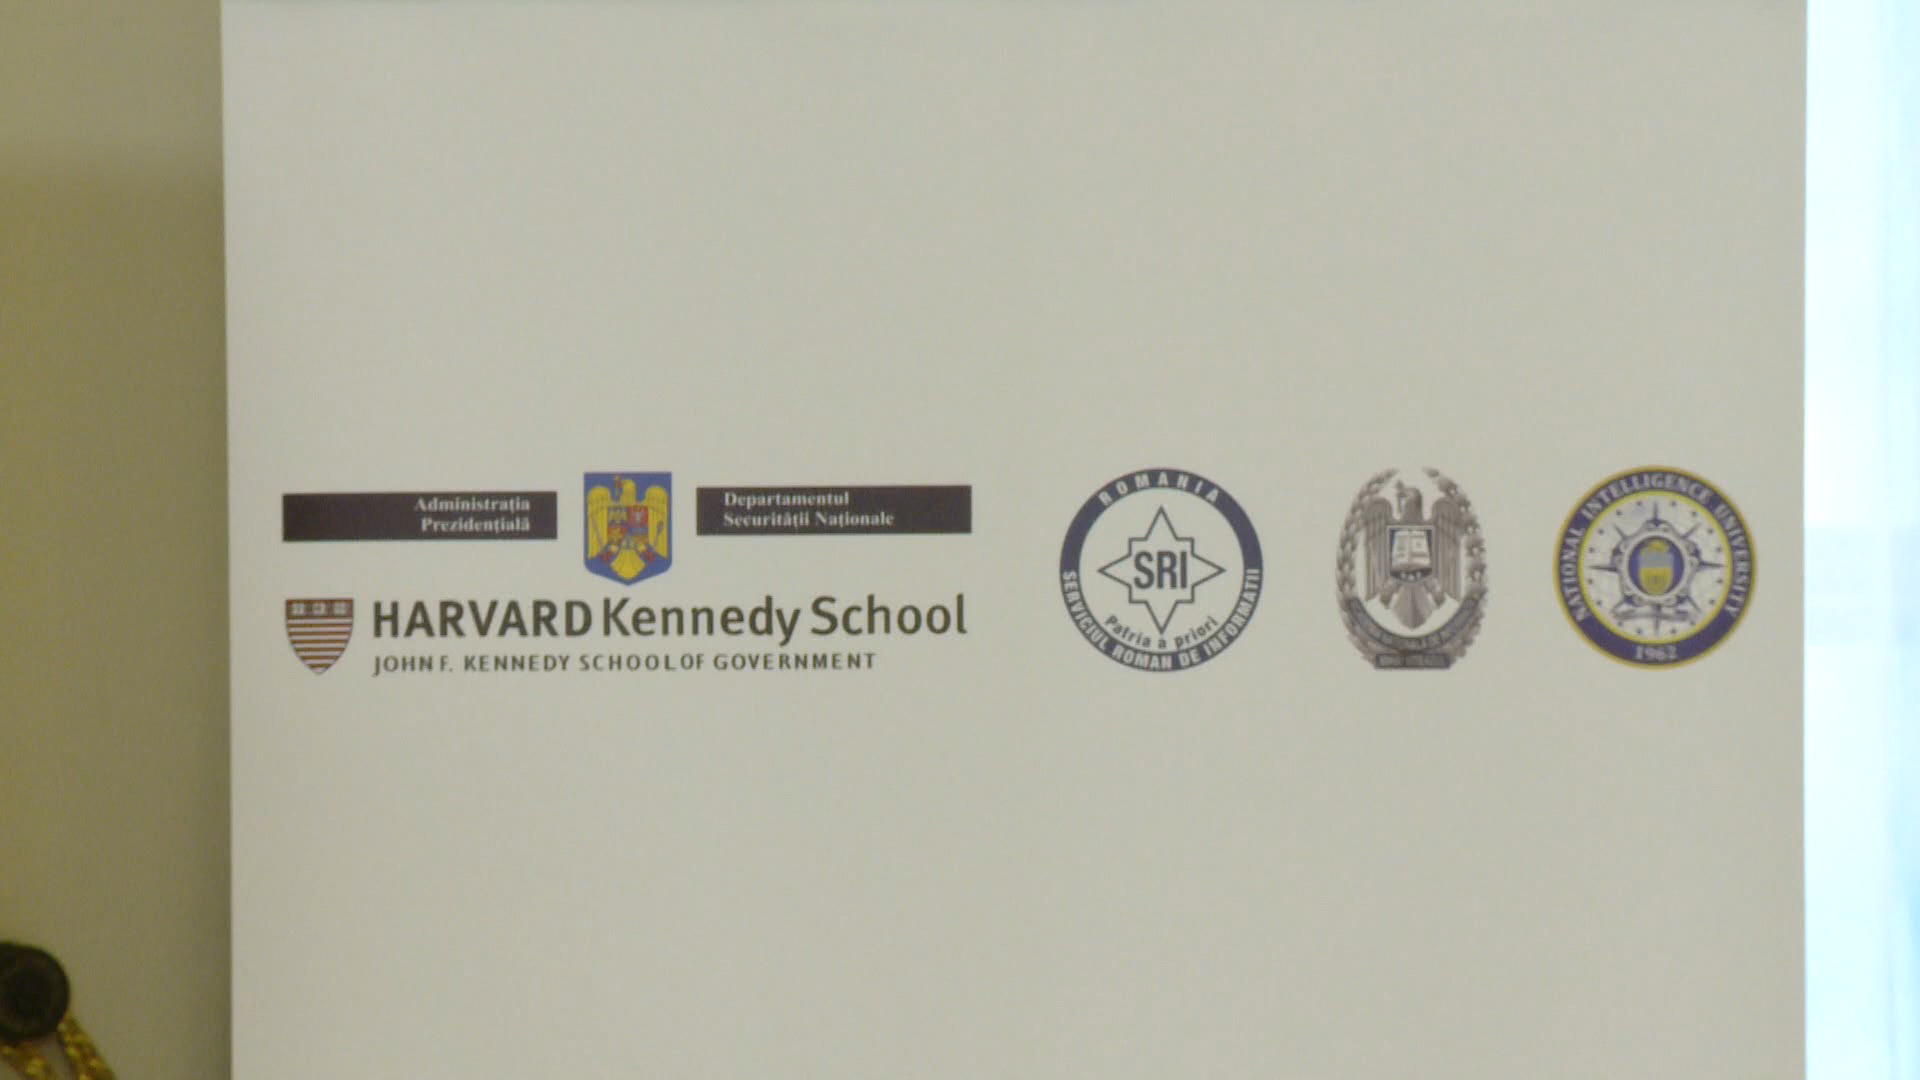 Administrația
Prezidențială
Departamentul
Securității Naționale
HARVARD Kennedy School
JOHN F. KENNEDY SCHOOL OF GOVERNMENT
ROMANIA
SRI
Patria a priori
SERVICIUL ROMAN DE INFORMATII
NATIONAL INTELLIGENCE UNIVERSITY
1962